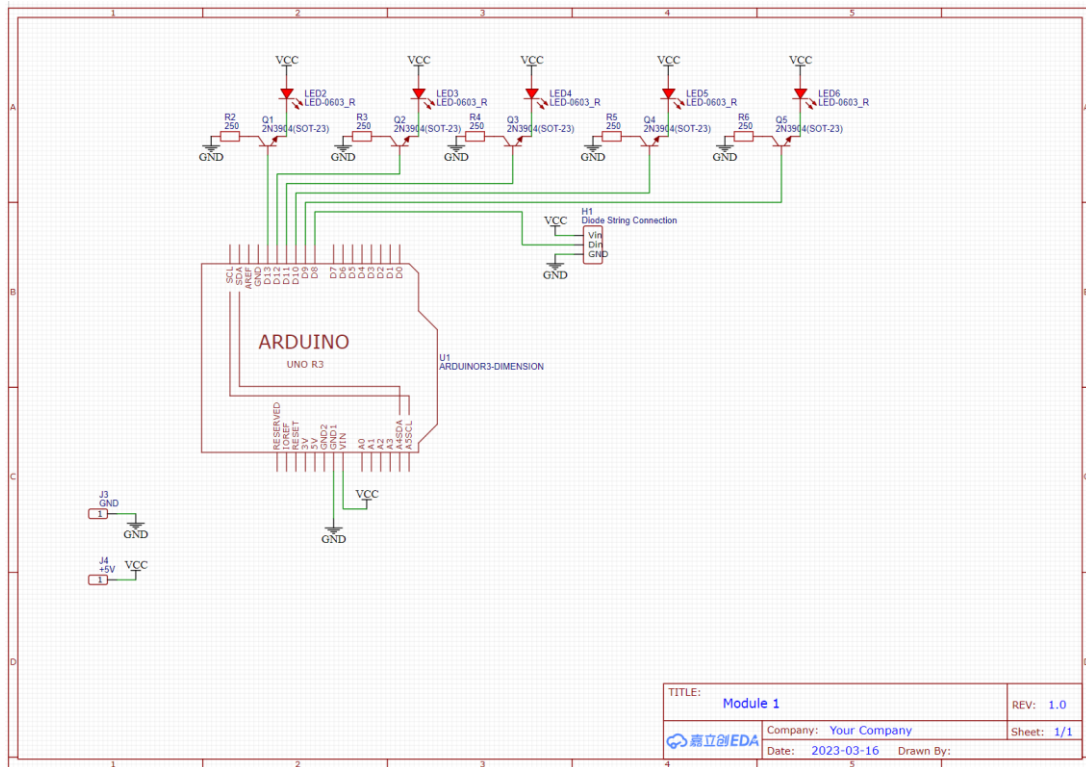 1 2 3 4 5
A
B
C
D
VCC VCC VCC VCC VCC
LED2 LED3 LED4 LED5 LED6
LED-0603_R LED-0603_R LED-0603_R LED-0603_R LED-0603_R
R2 Q1 R3 Q2 R4 Q3 R5 Q4 R6 Q5
250 2N3904(SOT-23) 250 2N3904(SOT-23) 250 2N3904(SOT-23) 250 2N3904(SOT-23) 250 2N3904(SOT-23)
GND GND GND GND GND
H1
VCC Diode String Connection
Vin
Din
GND
GND
SCL SDA AREF GND D13 D12 D11 D10 D9 D8 D7 D6 D5 D4 D3 D2 D1 D0
ARDUINO
UNO R3
U1
ARDUINOR3-DIMENSION
RESERVED IOREF RESET 3V 5V GND2 GND1 VIN A0 A1 A2 A3 A4SDA A5SCL
VCC
GND
J3
GND
1
GND
J4
+5V VCC
1
TITLE:
Module 1
REV: 1.0
嘉立创EDA
Company: Your Company
Sheet: 1/1
Date: 2023-03-16 Drawn By:
1 2 3 4 5